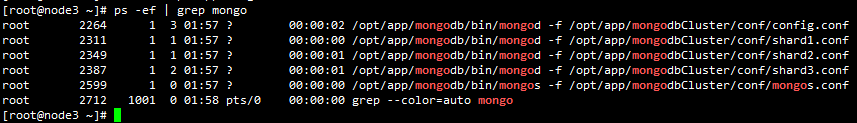 [root@node3 ~]# ps -ef | grep mongo
root 2264 1 3 01:57 ? 00:00:02 /opt/app/mongodb/bin/mongod -f /opt/app/mongodbCluster/conf/config.conf
root 2311 1 1 01:57 ? 00:00:00 /opt/app/mongodb/bin/mongod -f /opt/app/mongodbCluster/conf/shard1.conf
root 2349 1 1 01:57 ? 00:00:01 /opt/app/mongodb/bin/mongod -f /opt/app/mongodbCluster/conf/shard2.conf
root 2387 1 2 01:57 ? 00:00:01 /opt/app/mongodb/bin/mongod -f /opt/app/mongodbCluster/conf/shard3.conf
root 2599 1 0 01:57 ? 00:00:00 /opt/app/mongodb/bin/mongos -f /opt/app/mongodbCluster/conf/mongos.conf
root 2712 1001 0 01:58 pts/0 00:00:00 grep --color=auto mongo
[root@node3 ~]#